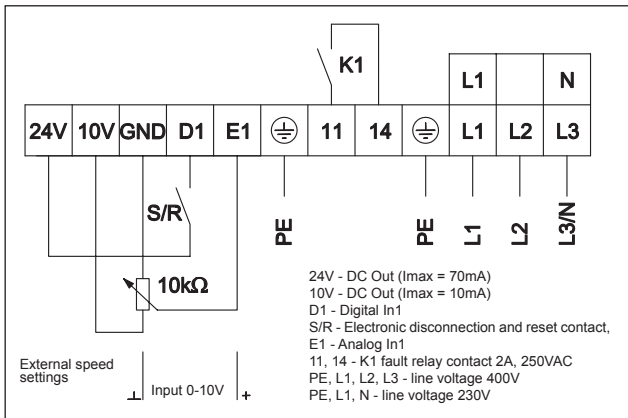 K1
L1 N
24V 10V GND D1 E1 11 14 L1 L2 L3
S/R
PE PE L1 L2 L3/N
10kΩ
24V - DC Out (Imax = 70mA)
10V - DC Out (Imax = 10mA)
D1 - Digital In1
S/R - Electronic disconnection and reset contact,
E1 - Analog In1
11, 14 - K1 fault relay contact 2A, 250VAC
PE, L1, L2, L3 - line voltage 400V
PE, L1, N - line voltage 230V
External speed
settings
⊥ Input 0-10V +